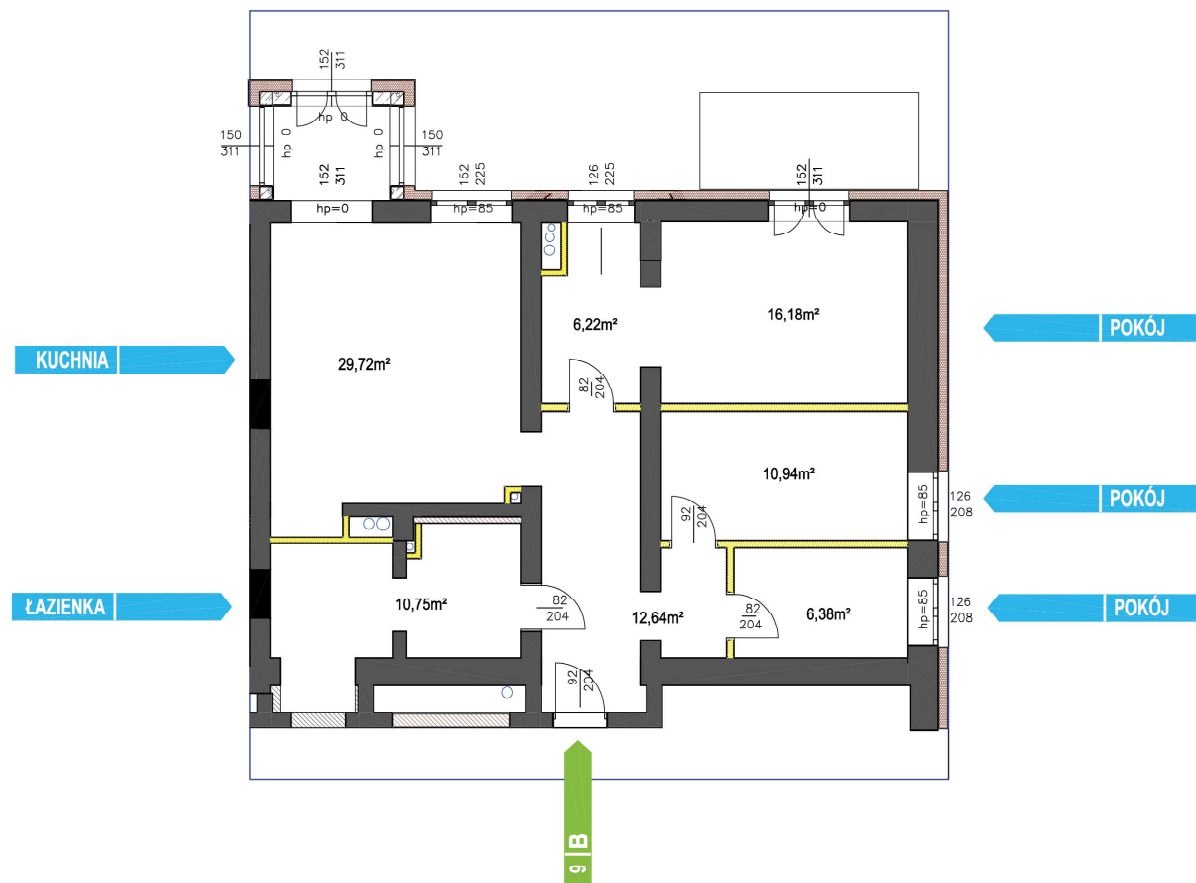 152
311
150
311
hp 0
hp 0
hp 0
150
311
152
311
hp=0
152
225
hp=85
126
225
hp=85
152
311
hp=0
6,22m²
16,18m²
POKÓJ
KUCHNIA
29,72m²
82
204
10,94m²
hp=85
126
208
POKÓJ
92
204
ŁAZIENKA
10,75m²
82
204
12,64m²
82
204
6,38m²
hp=85
126
208
POKÓJ
92
204
9 B